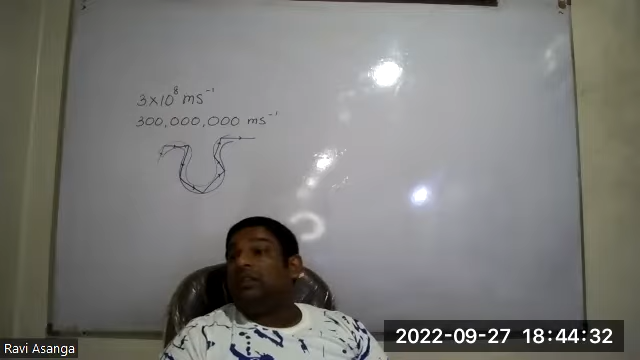 3×10⁸ ms⁻¹
300,000,000 ms⁻¹
Ravi Asanga
2022-09-27 18:44:32